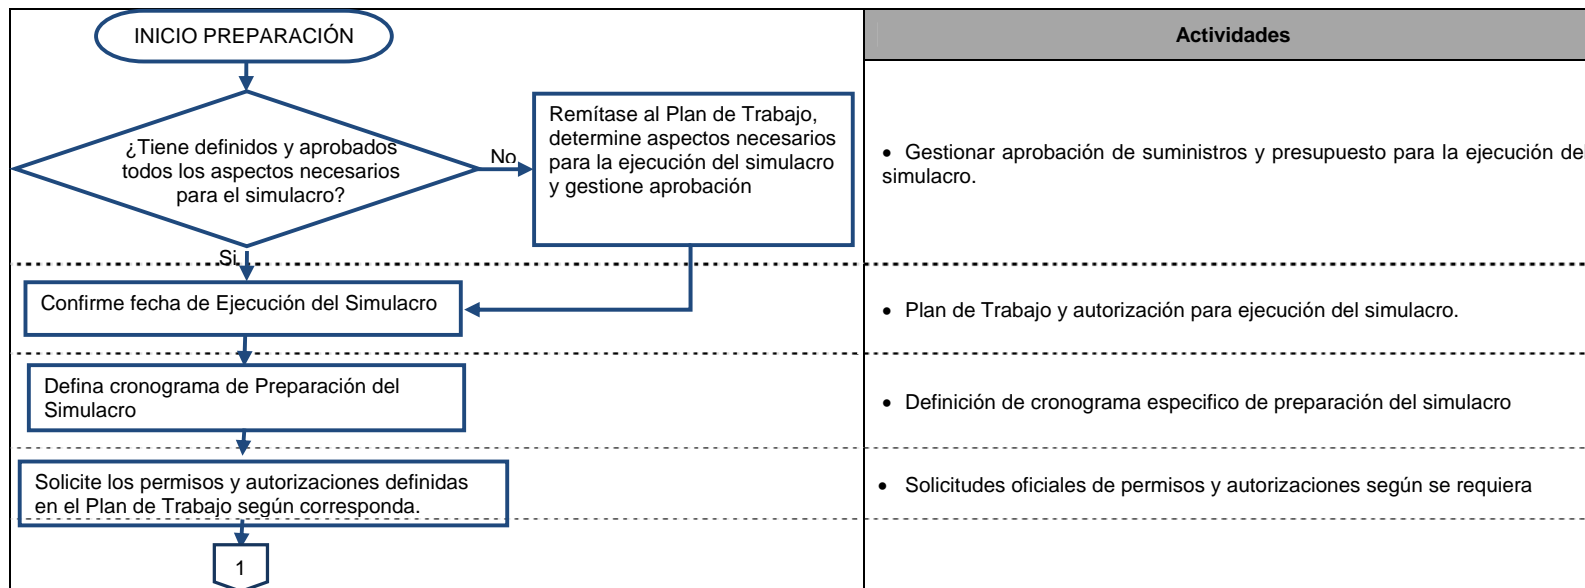 INICIO PREPARACIÓN
Actividades
¿Tiene definidos y aprobados
todos los aspectos necesarios
para el simulacro?
No
Remítase al Plan de Trabajo,
determine aspectos necesarios
para la ejecución del simulacro
y gestione aprobación
• Gestionar aprobación de suministros y presupuesto para la ejecución del
simulacro.
Si
Confirme fecha de Ejecución del Simulacro
• Plan de Trabajo y autorización para ejecución del simulacro.
Defina cronograma de Preparación del
Simulacro
• Definición de cronograma especifico de preparación del simulacro
Solicite los permisos y autorizaciones definidas
en el Plan de Trabajo según corresponda.
• Solicitudes oficiales de permisos y autorizaciones según se requiera
1